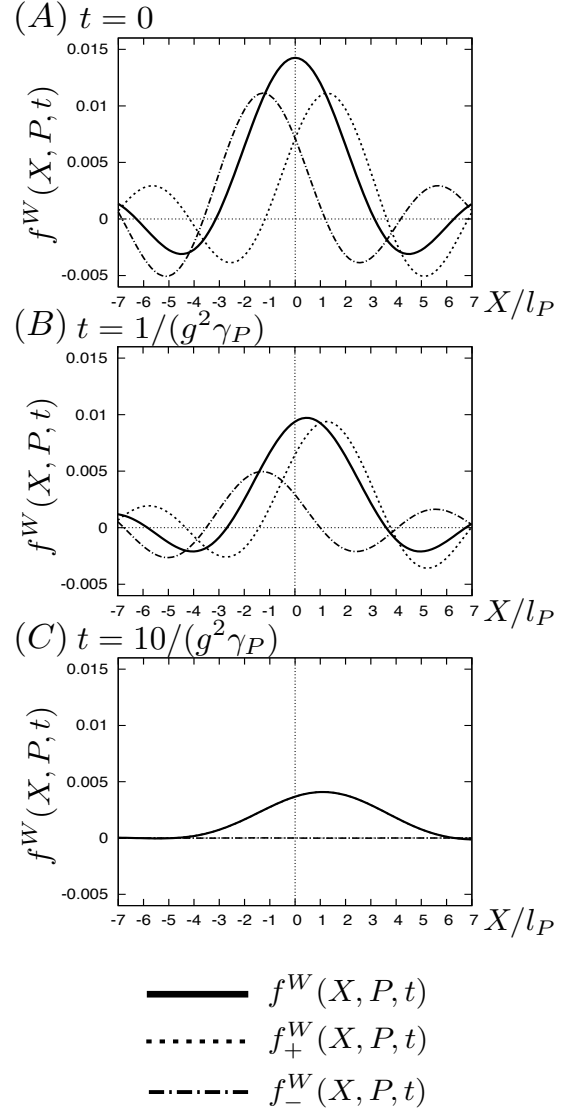 (A) t = 0
0.015
0.01
0.005
0
-0.005
f^W(X, P, t)
-7 -6 -5 -4 -3 -2 -1 0 1 2 3 4 5 6 7
X/l_P
(B) t = 1/(g^2γ_P)
0.015
0.01
0.005
0
-0.005
f^W(X, P, t)
-7 -6 -5 -4 -3 -2 -1 0 1 2 3 4 5 6 7
X/l_P
(C) t = 10/(g^2γ_P)
0.015
0.01
0.005
0
-0.005
f^W(X, P, t)
-7 -6 -5 -4 -3 -2 -1 0 1 2 3 4 5 6 7
X/l_P
f^W(X, P, t)
f_+^W(X, P, t)
f_-^W(X, P, t)